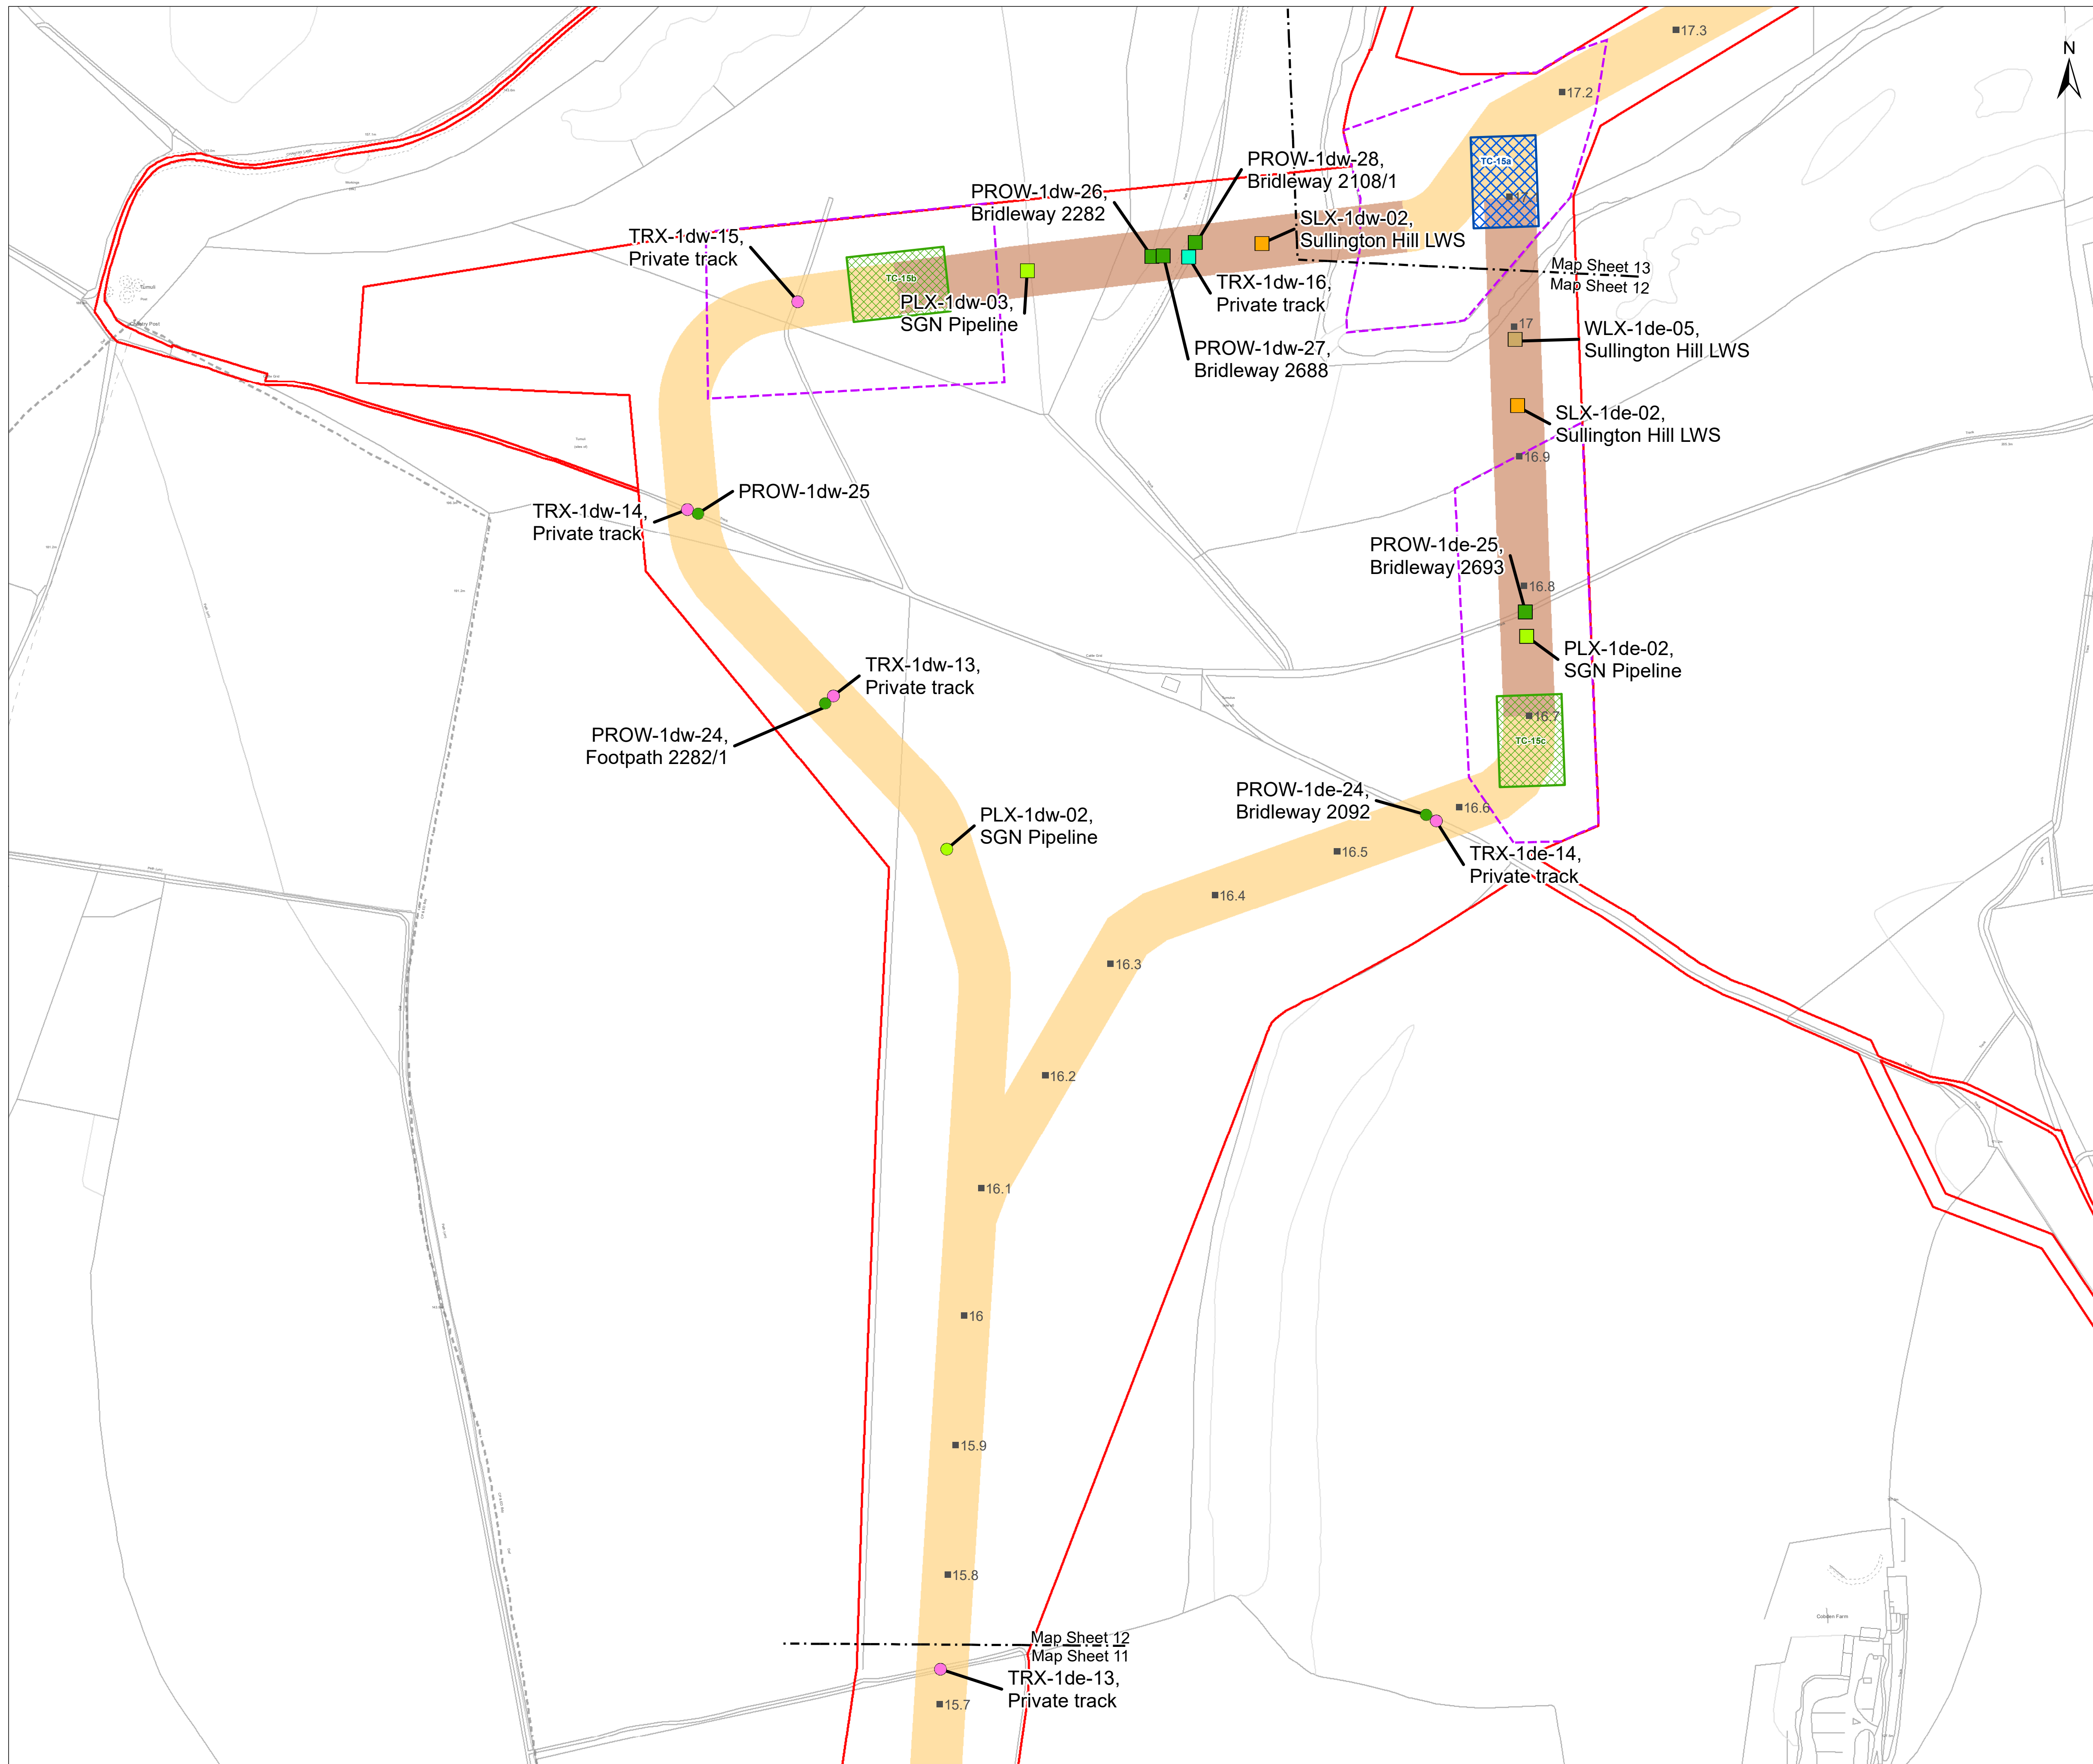 N
17.3
17.2
TC-15a
PROW-1dw-28,
Bridleway 2108/1
PROW-1dw-26,
Bridleway 2282
SLX-1dw-02,
Sullington Hill LWS
TRX-1dw-15,
Private track
TC-15b
PLX-1dw-03,
SGN Pipeline
TRX-1dw-16,
Private track
Map Sheet 13
Map Sheet 12
17
WLX-1de-05,
Sullington Hill LWS
PROW-1dw-27,
Bridleway 2688
SLX-1de-02,
Sullington Hill LWS
16.9
PROW-1dw-25
TRX-1dw-14,
Private track
PROW-1de-25,
Bridleway 2693
16.8
PLX-1de-02,
SGN Pipeline
TRX-1dw-13,
Private track
16.7
TC-15c
PROW-1dw-24,
Footpath 2282/1
PROW-1de-24,
Bridleway 2092
16.6
PLX-1dw-02,
SGN Pipeline
16.5
TRX-1de-14,
Private track
16.4
16.3
16.2
16.1
16
15.9
15.8
Cobden Farm
Map Sheet 12
Map Sheet 11
TRX-1de-13,
Private track
15.7